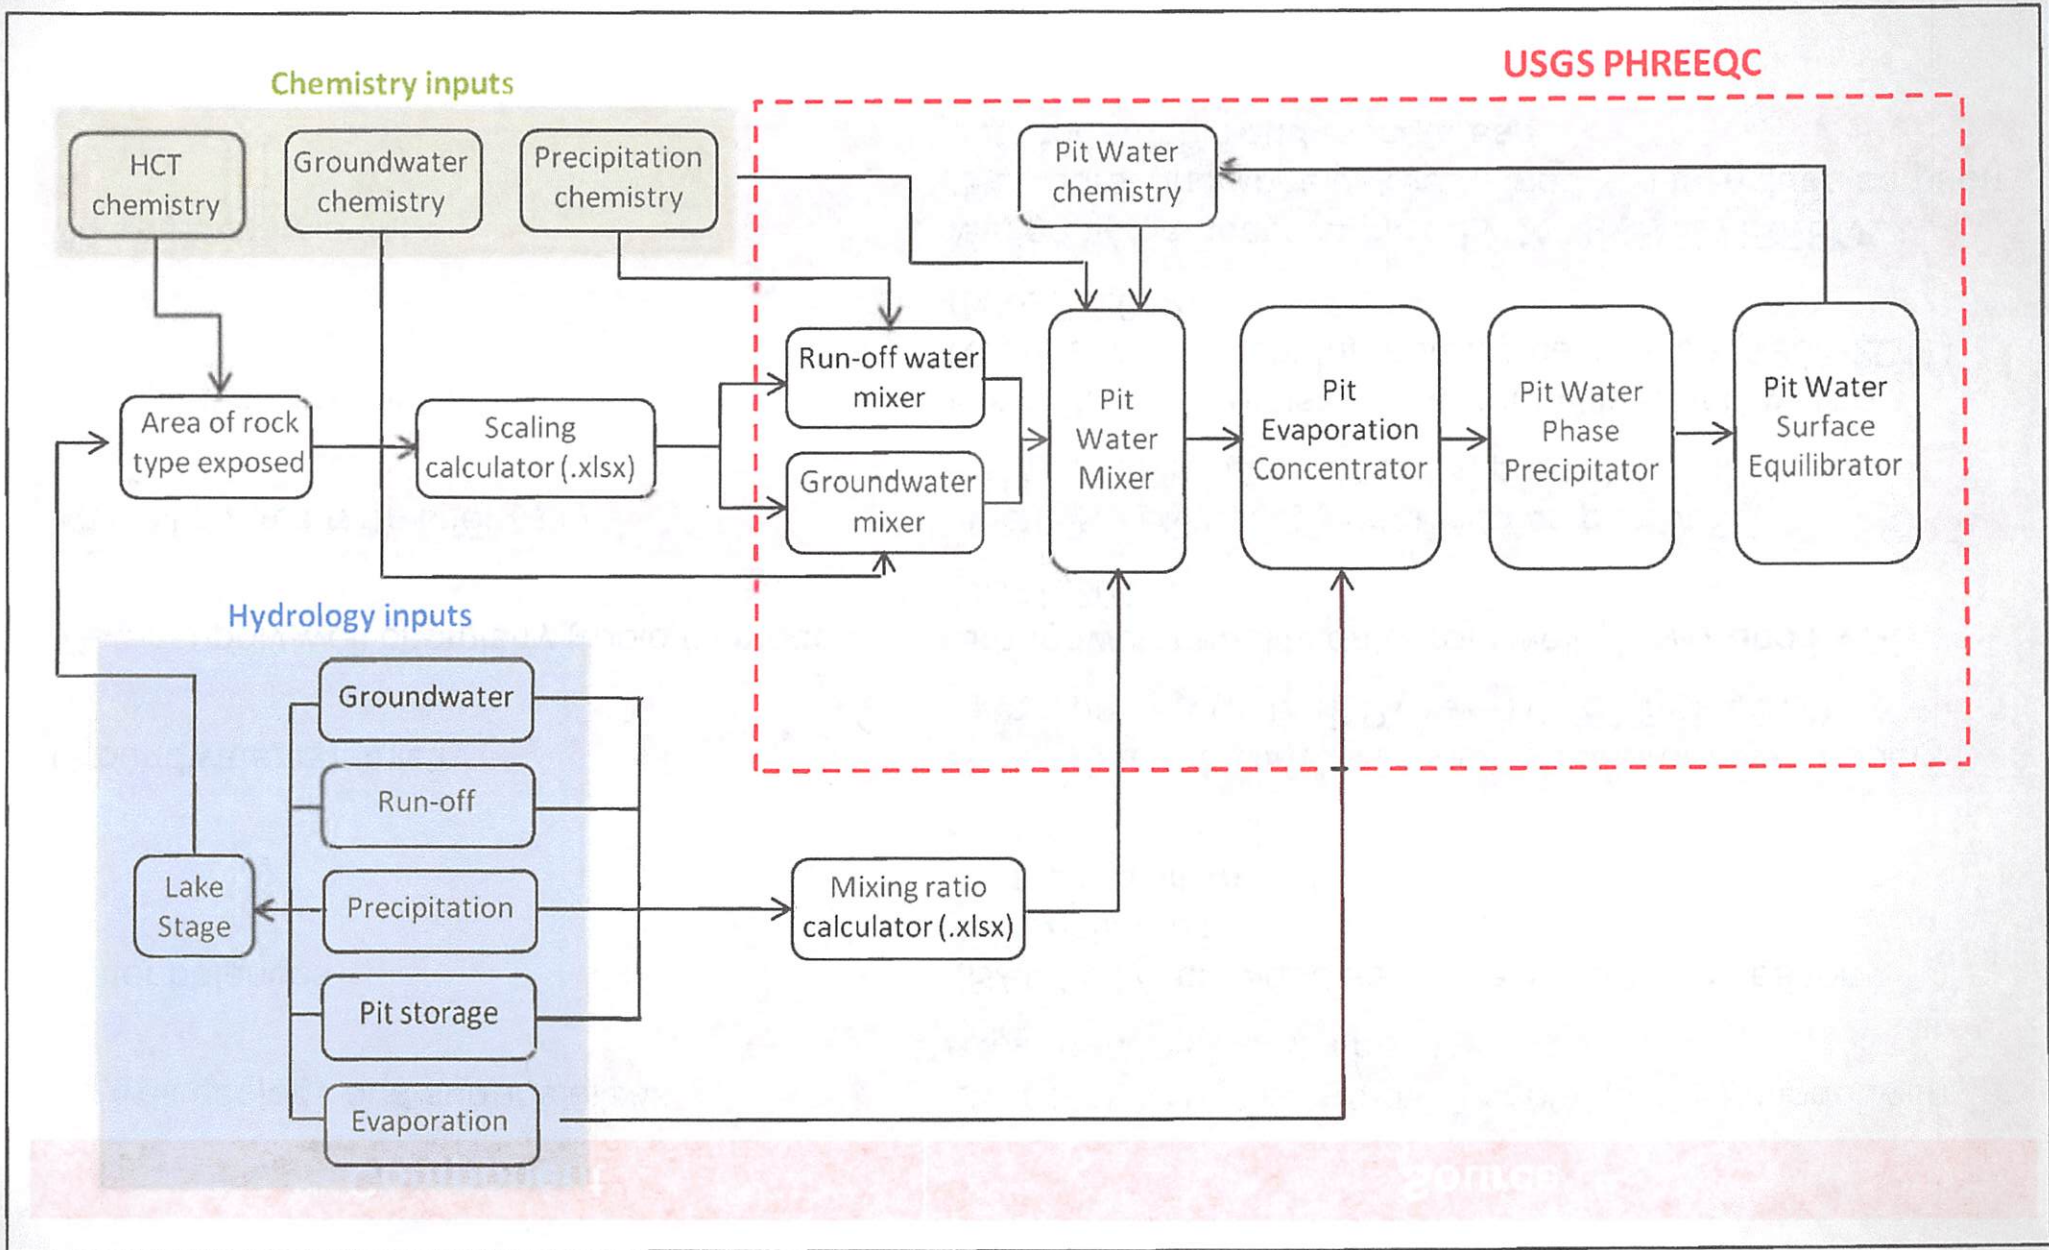 USGS PHREEQC
Chemistry inputs
HCT
chemistry
Groundwater
chemistry
Precipitation
chemistry
Pit Water
chemistry
Run-off water
mixer
Area of rock
type exposed
Scaling
calculator (.xlsx)
Groundwater
mixer
Pit
Water
Mixer
Pit
Evaporation
Concentrator
Pit Water
Phase
Precipitator
Pit Water
Surface
Equilibrator
Hydrology inputs
Groundwater
Run-off
Lake
Stage
Precipitation
Mixing ratio
calculator (.xlsx)
Pit storage
Evaporation